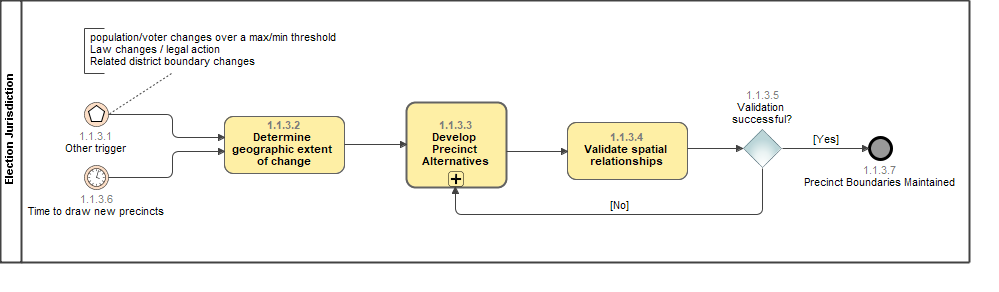 Election Jurisdiction
population/voter changes over a max/min threshold
Law changes / legal action
Related district boundary changes
1.1.3.1
Other trigger
1.1.3.6
Time to draw new precincts
1.1.3.2
Determine
geographic extent
of change
1.1.3.3
Develop
Precinct
Alternatives
1.1.3.4
Validate spatial
relationships
1.1.3.5
Validation
successful?
[Yes]
[No]
1.1.3.7
Precinct Boundaries Maintained